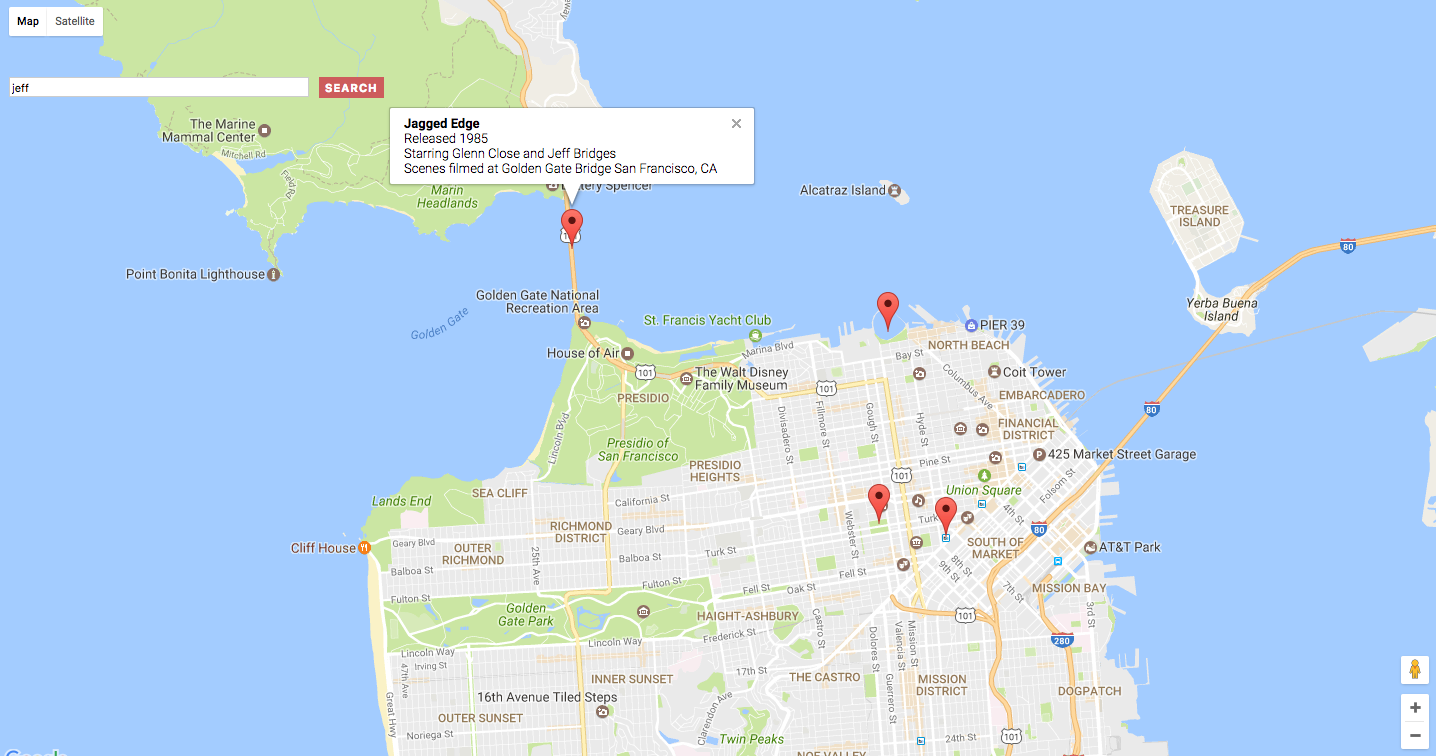 Map Satellite
jeff
SEARCH
Jagged Edge
Released 1985
Starring Glenn Close and Jeff Bridges
Scenes filmed at Golden Gate Bridge San Francisco, CA
The Marine
Mammal Center
Mitchell Rd
Field Rd
Marin
Headlands
Alcatraz Island
TREASURE
ISLAND
80
Point Bonita Lighthouse
Yerba Buena
Island
Golden Gate National
Recreation Area
Golden Gate
St. Francis Yacht Club
PIER 39
Marina Blvd
NORTH BEACH
House of Air
Bay St
101
The Walt Disney
Family Museum
Coit Tower
101
Columbus Ave
PRESIDIO
EMBARCADERO
80
Lincoln Blvd
Divisadero St
Fillmore St
Gough St
Hyde St
FINANCIAL
DISTRICT
Presidio of
San Francisco
425 Market Street Garage
PRESIDIO
HEIGHTS
Pine St
101
Folsom St
Union Square
SEA CLIFF
Lands End
California St
4th St
Turk
Webster St
RICHMOND
DISTRICT
Geary Blvd
80
Geary Blvd
SOUTH OF
MARKET
AT&T Park
Cliff House
OUTER
RICHMOND
25th Ave
Turk St
Balboa St
Balboa St
8th St
9th St
7th St
Fell St
Fell St
Oak St
Fulton St
Fulton St
MISSION BAY
Golden
Gate Park
HAIGHT-ASHBURY
101
3rd St
Castro St
Frederick St
Dolores St
Valencia St
Mission St
280
Lincoln Way
Lincoln Way
Irving St
47th Ave
17th St
Guerrero St
INNER SUNSET
THE CASTRO
MISSION
DISTRICT
DOGPATCH
16th Avenue Tiled Steps
Great Hwy
Clarendon Ave
OUTER SUNSET
Noriega St
Twin Peaks
24th St
101
NOE VALLEY